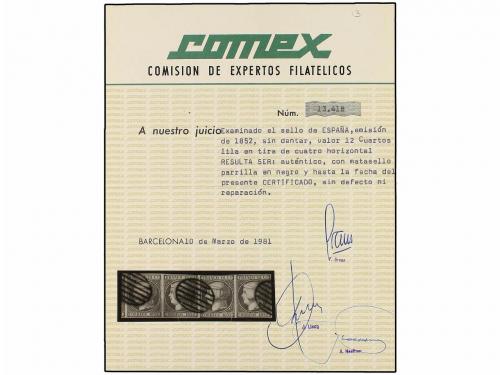 comex
COMISION DE EXPERTOS FILATELICOS
Núm. 13.418
A nuestro juicio Examinado el sello de ESPAÑA, emisión
de 1852, sin dentar, valor 12 Cuartos
lila en tira de cuatro horizontal
RESULTA SER: auténtico, con matasello
parrilla en negro y hasta la fecha del
presente CERTIFICADO, sin defecto ni
reparación.
BARCELONA 10 de Marzo de 1981